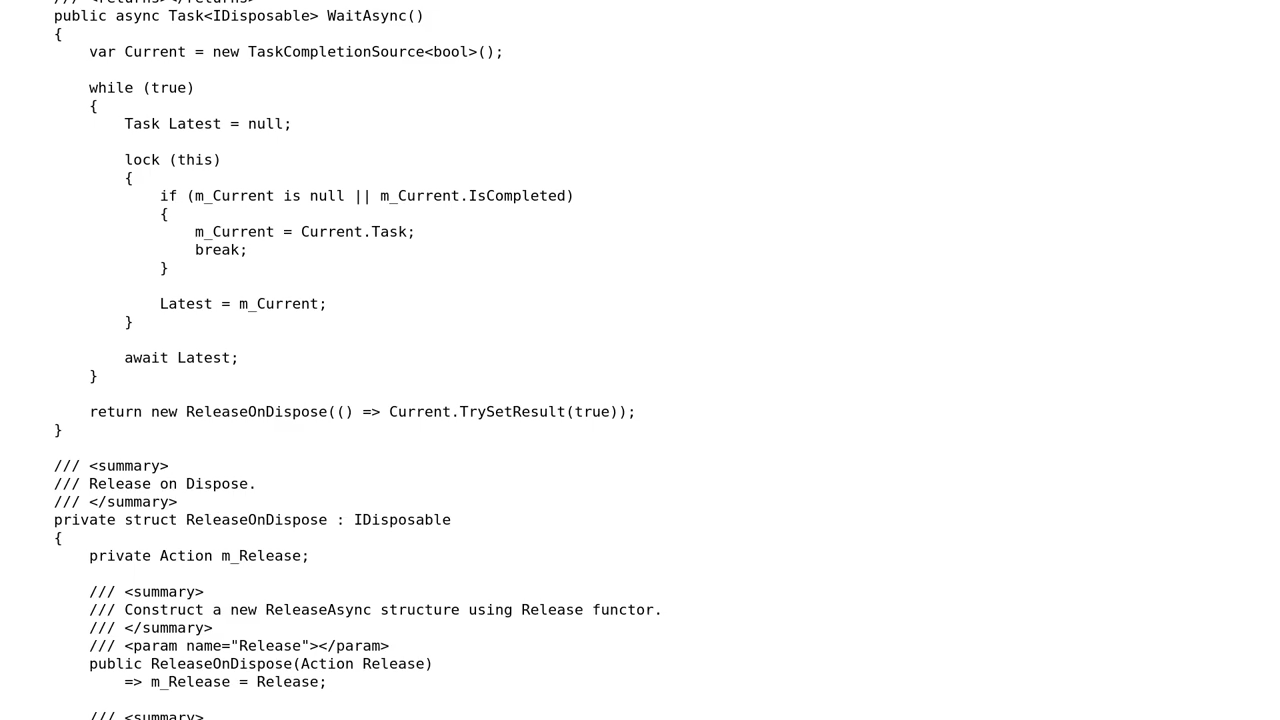 /// <returns></returns>
public async Task<IDisposable> WaitAsync()
{
    var Current = new TaskCompletionSource<bool>();

    while (true)
    {
        Task Latest = null;

        lock (this)
        {
            if (m_Current is null || m_Current.IsCompleted)
            {
                m_Current = Current.Task;
                break;
            }

            Latest = m_Current;
        }

        await Latest;
    }

    return new ReleaseOnDispose(() => Current.TrySetResult(true));
}

/// <summary>
/// Release on Dispose.
/// </summary>
private struct ReleaseOnDispose : IDisposable
{
    private Action m_Release;

    /// <summary>
    /// Construct a new ReleaseAsync structure using Release functor.
    /// </summary>
    /// <param name="Release"></param>
    public ReleaseOnDispose(Action Release)
        => m_Release = Release;

    /// <summary>